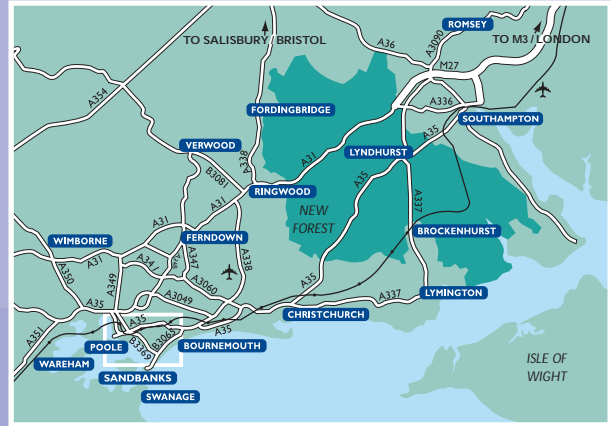 ROMSEY
TO SALISBURY / BRISTOL
A36
A3090
TO M3 / LONDON
M27
A354
FORDINGBRIDGE
A336
SOUTHAMPTON
A35
VERWOOD
A338
A31
LYNDHURST
B3081
RINGWOOD
A35
A337
NEW
FOREST
A31
A31
BROCKENHURST
WIMBORNE
FERNDOWN
A31
A347
A338
A350
A349
A341
A35
A3060
A337
LYMINGTON
A35
A3049
CHRISTCHURCH
A351
A35
A35
POOLE
B3369
B3065
BOURNEMOUTH
WAREHAM
SANDBANKS
SWANAGE
ISLE OF
WIGHT